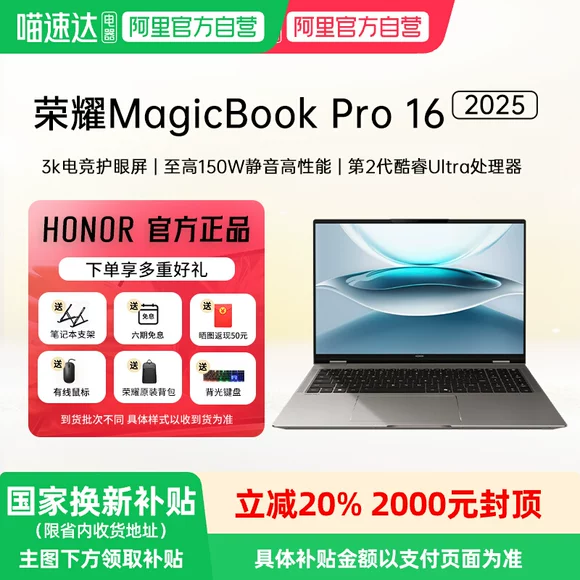 喵速达电器 阿里官方自营 阿里官方自营
荣耀MagicBook Pro 16 2025
3k电竞护眼屏 | 至高150W静音高性能 | 第2代酷睿Ultra处理器
HONOR 官方正品
下单享多重好礼
送 送 送
免息
笔记本支架 六期免息 晒图返现50元
送 送 送
有线鼠标 荣耀原装背包 背光键盘
到货批次不同 具体样式以收到货为准
国家换新补贴
(限省内收货地址)
主图下方领取补贴
立减20% 2000元封顶
具体补贴金额以支付页面为准